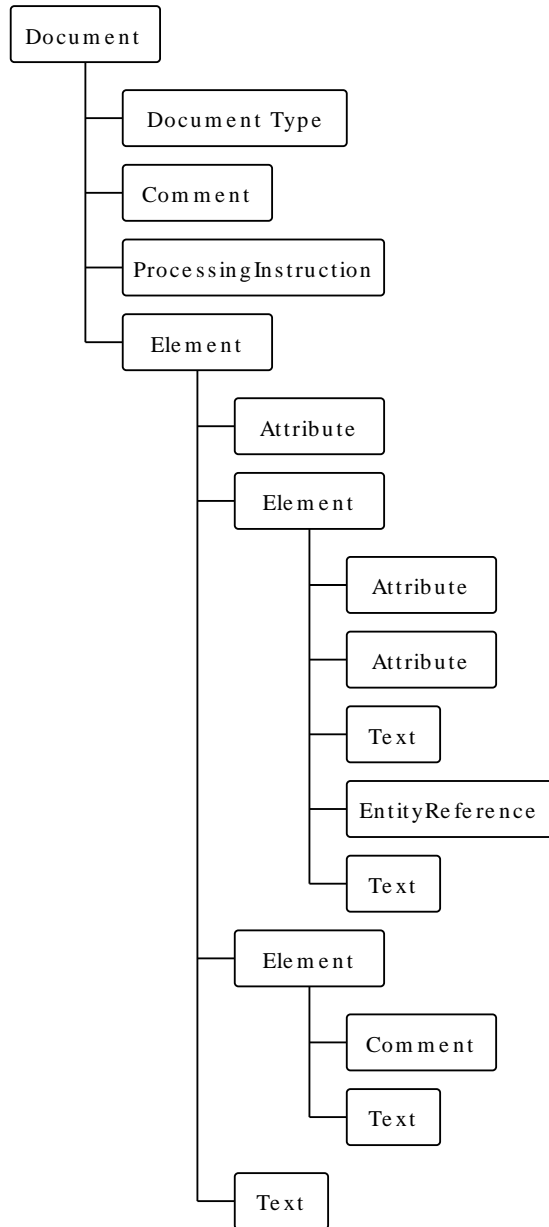 Document
Document Type
Comment
ProcessingInstruction
Element
Attribute
Element
Attribute
Attribute
Text
EntityReference
Text
Element
Comment
Text
Text